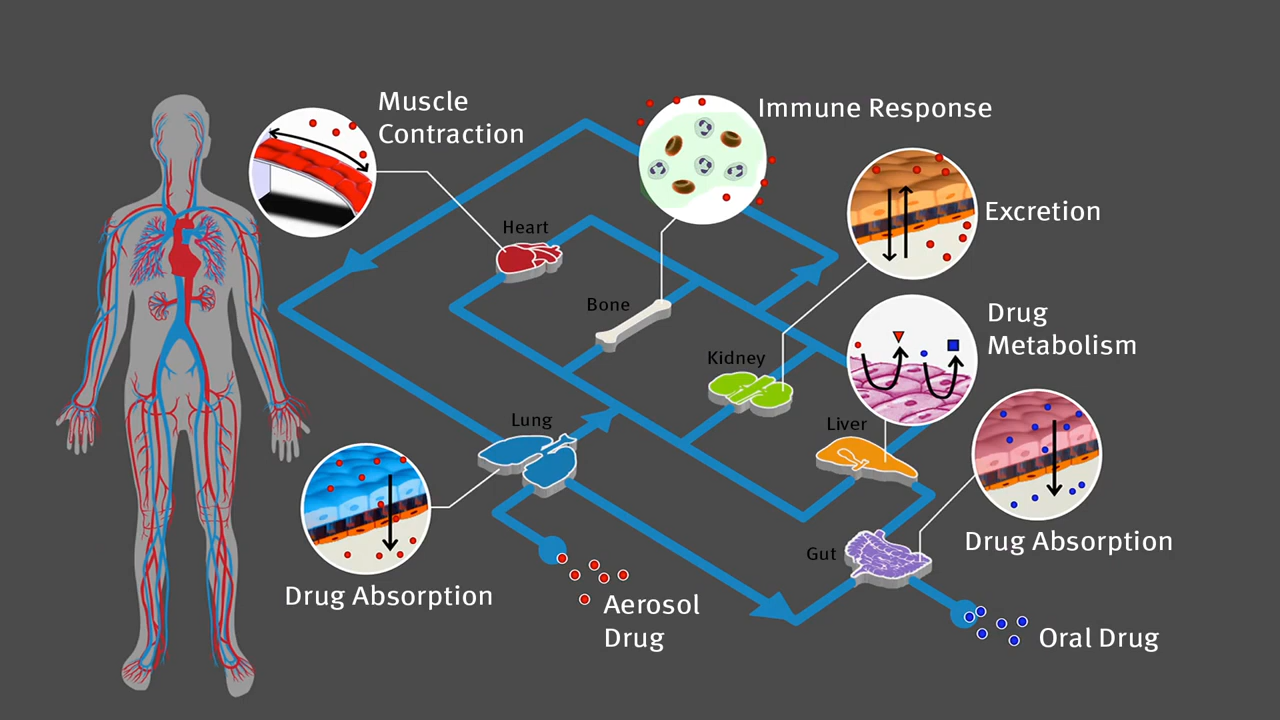 Muscle
Contraction
Immune Response
Excretion
Heart
Bone
Drug
Metabolism
Kidney
Lung
Liver
Drug Absorption
Gut
Drug Absorption
Aerosol
Drug
Oral Drug